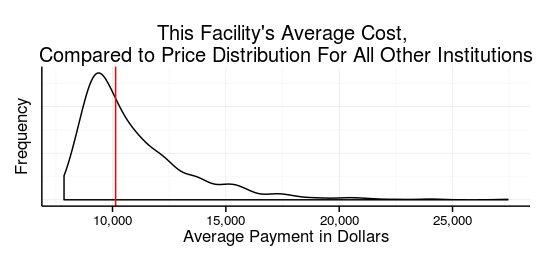 This Facility's Average Cost,
Compared to Price Distribution For All Other Institutions
Frequency
10,000
15,000
20,000
25,000
Average Payment in Dollars